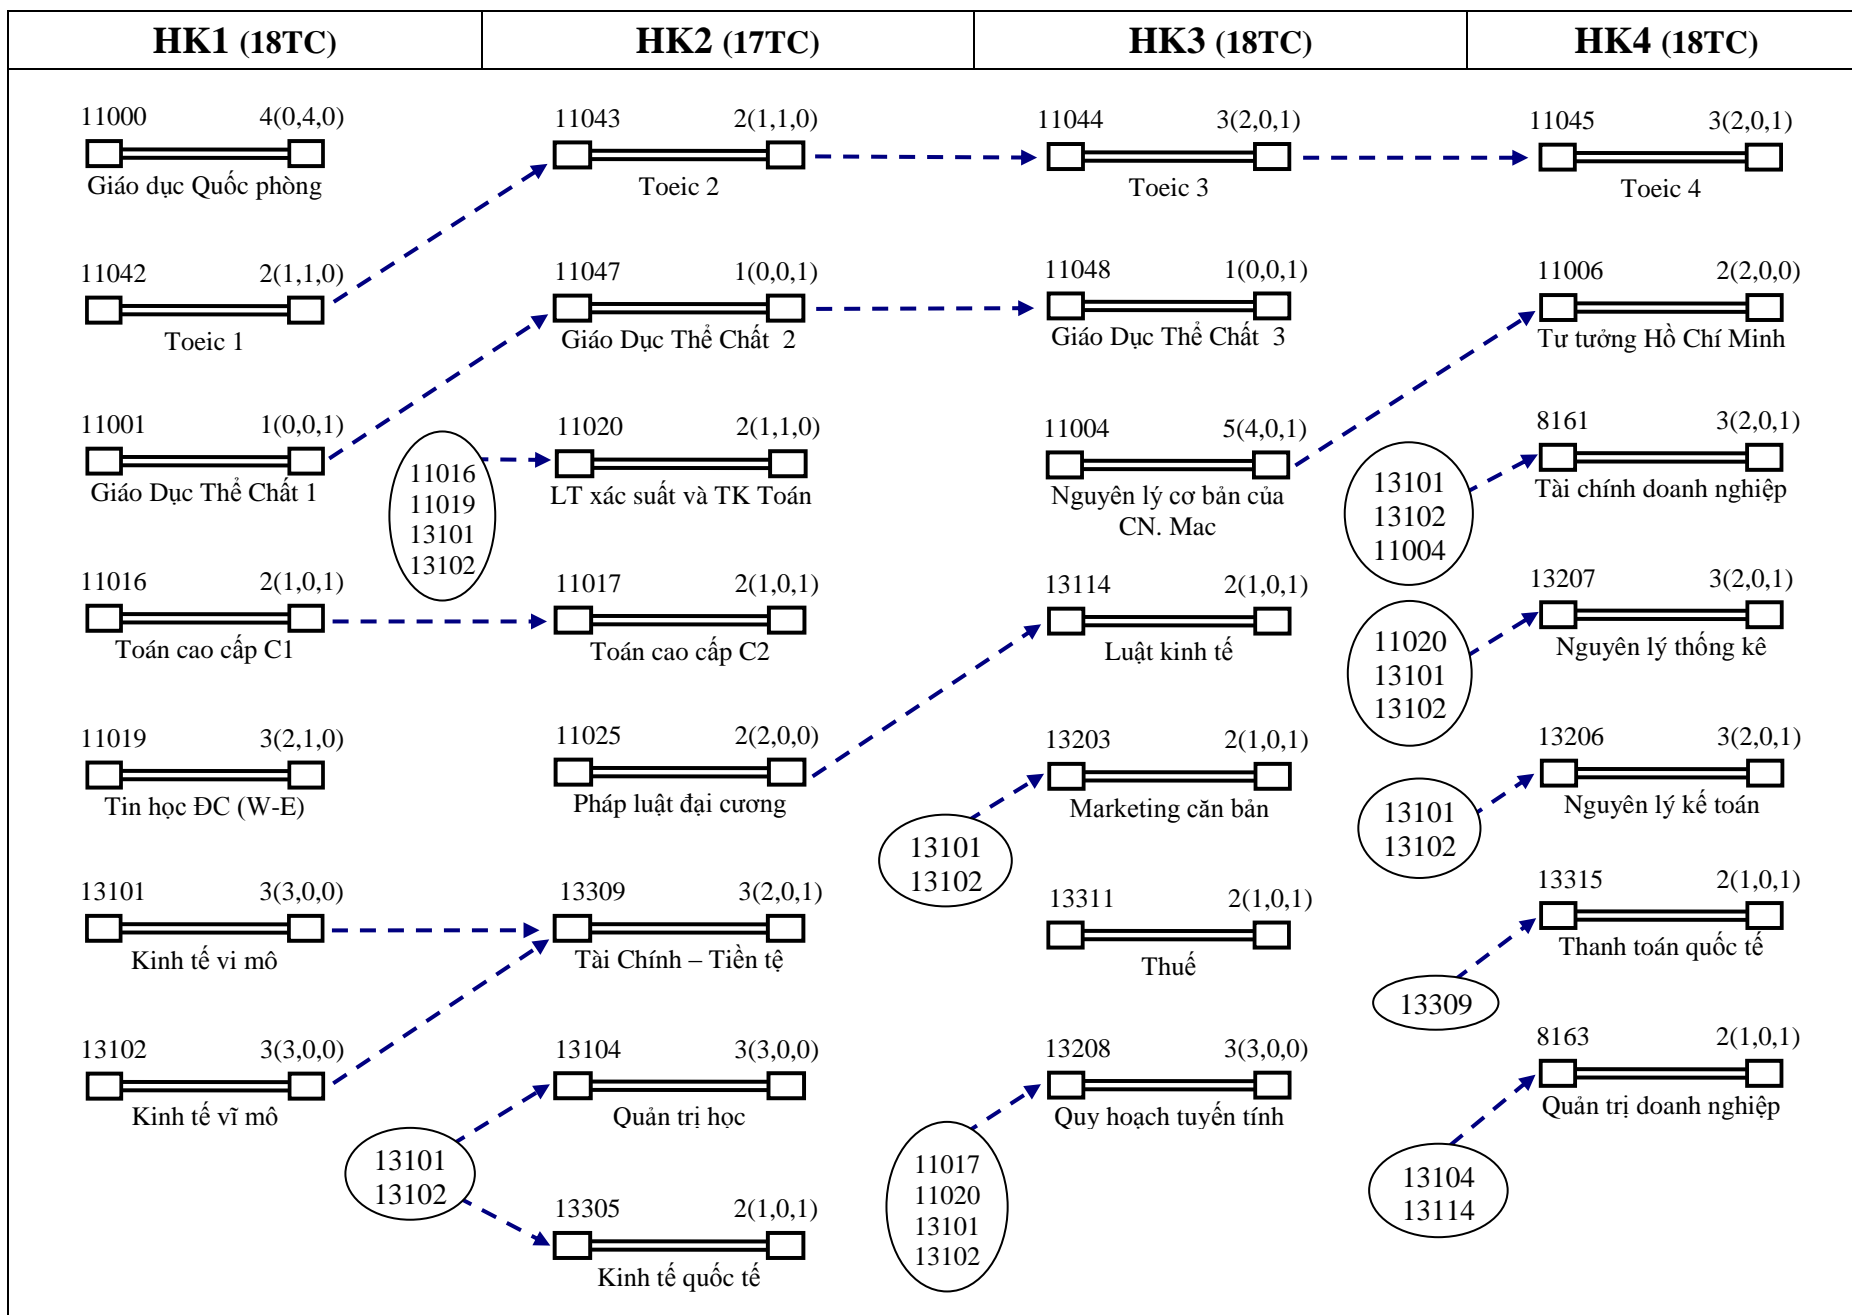 HK1 (18TC)
HK2 (17TC)
HK3 (18TC)
HK4 (18TC)
11000 4(0,4,0)
Giáo dục Quốc phòng
11042 2(1,1,0)
Toeic 1
11001 1(0,0,1)
Giáo Dục Thể Chất 1
11016 2(1,0,1)
Toán cao cấp C1
11019 3(2,1,0)
Tin học ĐC (W-E)
13101 3(3,0,0)
Kinh tế vi mô
13102 3(3,0,0)
Kinh tế vĩ mô
11043 2(1,1,0)
Toeic 2
11047 1(0,0,1)
Giáo Dục Thể Chất 2
11016
11019
13101
13102
11020 2(1,1,0)
LT xác suất và TK Toán
11017 2(1,0,1)
Toán cao cấp C2
11025 2(2,0,0)
Pháp luật đại cương
13309 3(2,0,1)
Tài Chính – Tiền tệ
13104 3(3,0,0)
Quản trị học
13101
13102
13305 2(1,0,1)
Kinh tế quốc tế
11044 3(2,0,1)
Toeic 3
11048 1(0,0,1)
Giáo Dục Thể Chất 3
11004 5(4,0,1)
Nguyên lý cơ bản của
CN. Mac
13114 2(1,0,1)
Luật kinh tế
13203 2(1,0,1)
Marketing căn bản
13101
13102
13311 2(1,0,1)
Thuế
13208 3(3,0,0)
Quy hoạch tuyến tính
11017
11020
13101
13102
11045 3(2,0,1)
Toeic 4
11006 2(2,0,0)
Tư tưởng Hồ Chí Minh
8161 3(2,0,1)
Tài chính doanh nghiệp
13101
13102
11004
13207 3(2,0,1)
Nguyên lý thống kê
11020
13101
13102
13206 3(2,0,1)
Nguyên lý kế toán
13101
13102
13315 2(1,0,1)
Thanh toán quốc tế
13309
8163 2(1,0,1)
Quản trị doanh nghiệp
13104
13114